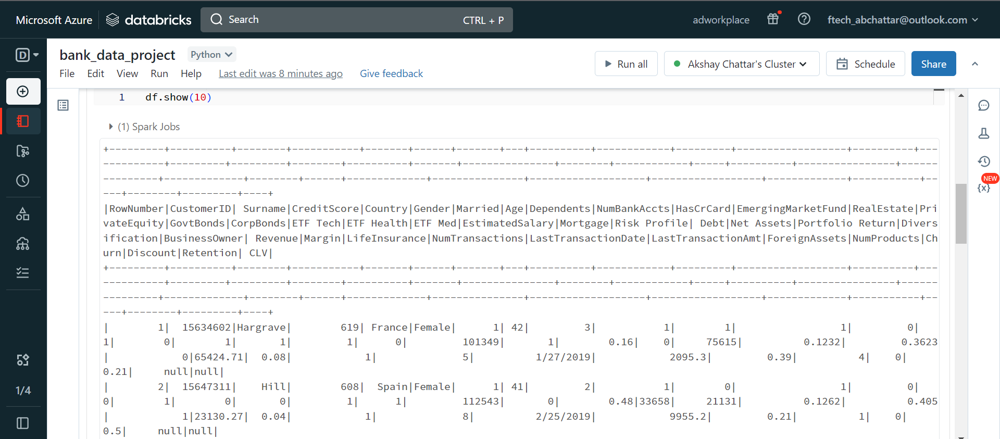 Microsoft Azure databricks Search CTRL + P adworkplace ftech_abchattar@outlook.com
D
bank_data_project Python
File Edit View Run Help Last edit was 8 minutes ago Give feedback
Run all Akshay Chattar's Cluster Schedule Share
1 df.show(10)
(1) Spark Jobs
+---------+----------+--------+-----------+-------+------+-------+---+----------+------------+---------+------------------+----------+---
----------+---------+---------+--------+----------+-------+---------------+--------+------------+-----+----------+----------------+------
---------+-------------+--------+------+-------------+---------------+-------------------+------------------+-------------+-----------+--
---+--------+---------+----+
|RowNumber|CustomerID| Surname|CreditScore|Country|Gender|Married|Age|Dependents|NumBankAccts|HasCrCard|EmergingMarketFund|RealEstate|Pri
vateEquity|GovtBonds|CorpBonds|ETF Tech|ETF Health|ETF Med|EstimatedSalary|Mortgage|Risk Profile| Debt|Net Assets|Portfolio Return|Divers
ification|BusinessOwner| Revenue|Margin|LifeInsurance|NumTransactions|LastTransactionDate|LastTransactionAmt|ForeignAssets|NumProducts|Ch
urn|Discount|Retention| CLV|
+---------+----------+--------+-----------+-------+------+-------+---+----------+------------+---------+------------------+----------+---
----------+---------+---------+--------+----------+-------+---------------+--------+------------+-----+----------+----------------+------
---------+-------------+--------+------+-------------+---------------+-------------------+------------------+-------------+-----------+--
---+--------+---------+----+
|        1|  15634602|Hargrave|        619| France|Female|      1| 42|         3|           1|        1|                 1|         0|
1|        0|        1|       1|         1|      0|         101349|       1|        0.16|    0|     75615|          0.1232|          0.3623
|            0|65424.71|  0.08|            1|              5|          1/27/2019|            2095.3|         0.39|          4|    0|
0.21|     null|null|
|        2|  15647311|    Hill|        608|  Spain|Female|      1| 41|         2|           1|        0|                 1|         0|
0|        1|        0|       0|         1|      1|         112543|       0|        0.48|33658|     21131|          0.1262|           0.405
|            1|23130.27|  0.04|            1|              8|          2/25/2019|            9955.2|         0.21|          1|    0|
0.5|     null|null|
NEW
{x}
1/4